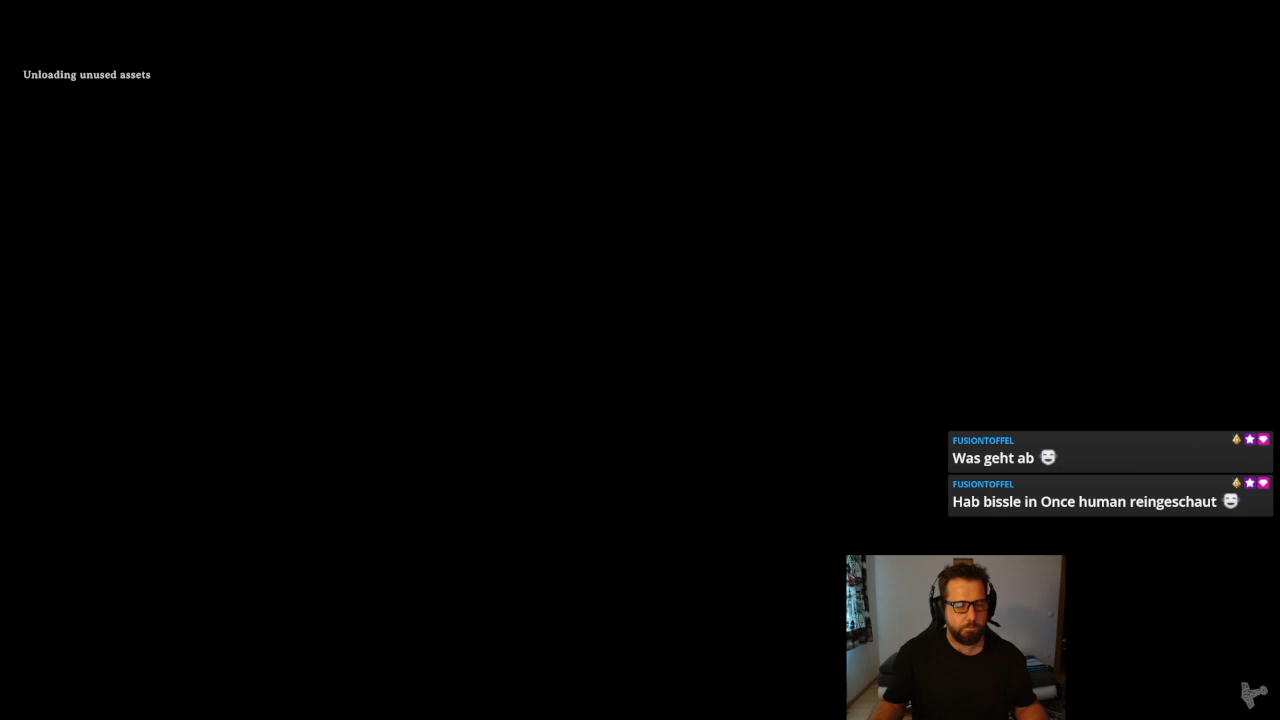 Unloading unused assets
FUSIONTOFFEL
Was geht ab
FUSIONTOFFEL
Hab bissle in Once human reingeschaut